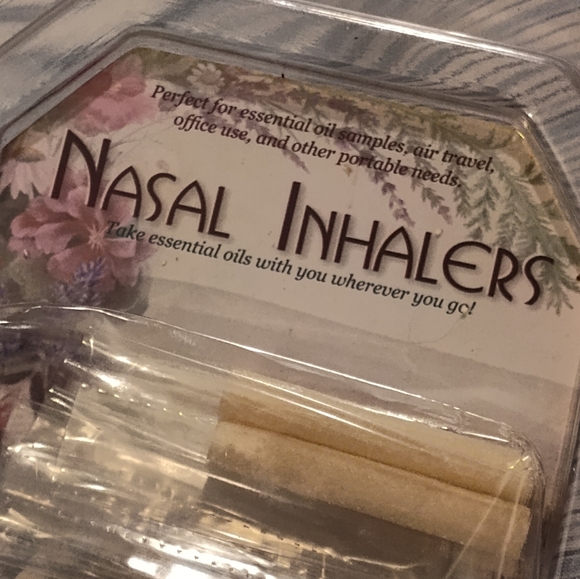 Perfect for essential oil samples, air travel,
office use, and other portable needs.
NASAL INHALERS
Take essential oils with you wherever you go!